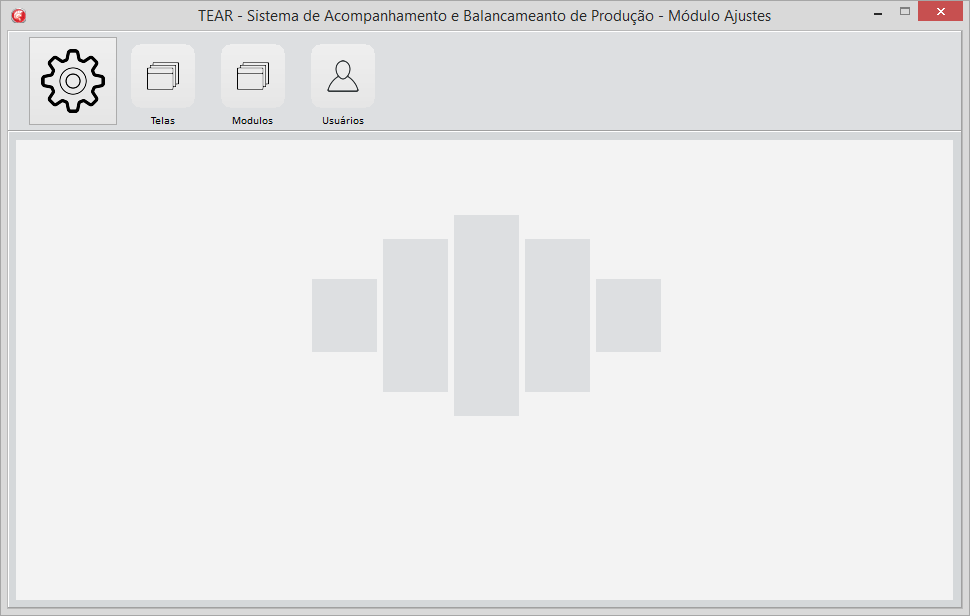 TEAR - Sistema de Acompanhamento e Balancameanto de Produção - Módulo Ajustes
Telas
Modulos
Usuários